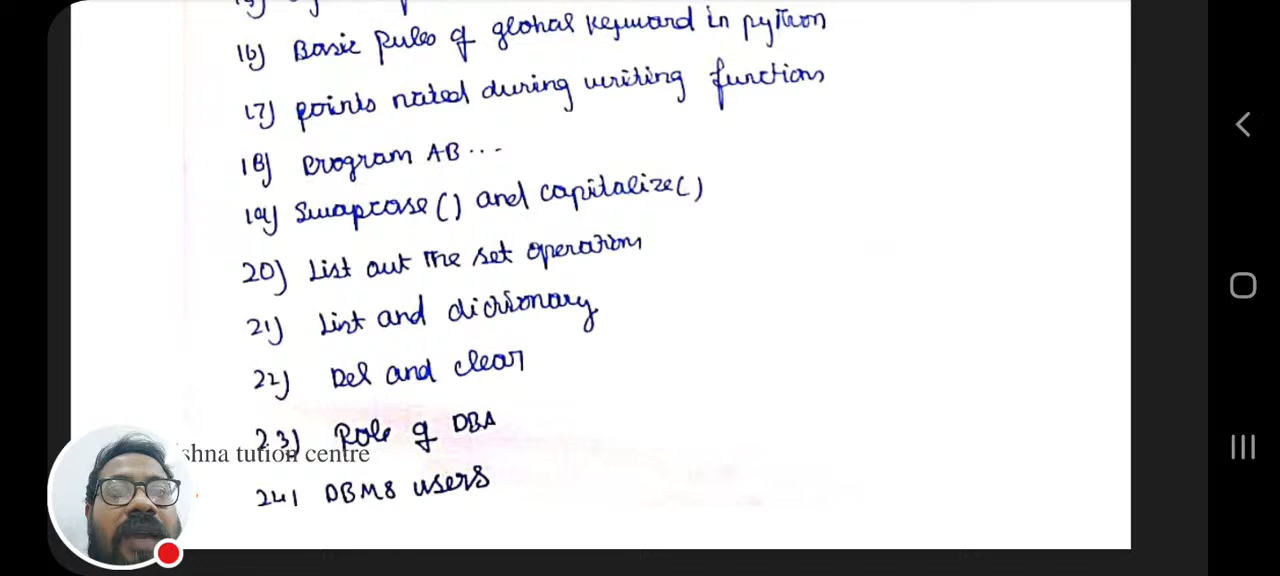 16) Basic Rules of global keyword in python
17) points noted during writing functions
18) Program AB ...
19) Swapcase() and capitalize()
20) List out the set operations
21) List and dictionary
22) Del and clear
23) Role of DBA
shna tution centre
24) DBMS users